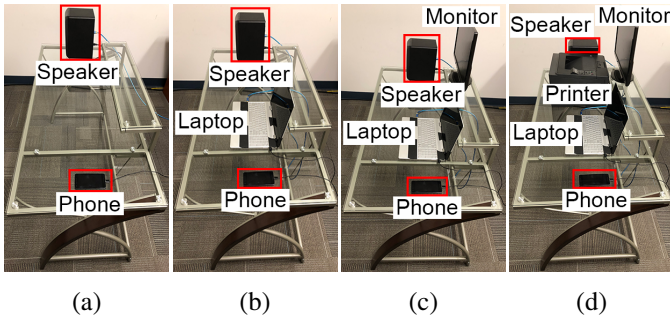 Speaker
Phone
Speaker
Laptop
Phone
Monitor
Speaker
Laptop
Phone
Speaker
Monitor
Printer
Laptop
Phone
(a)
(b)
(c)
(d)